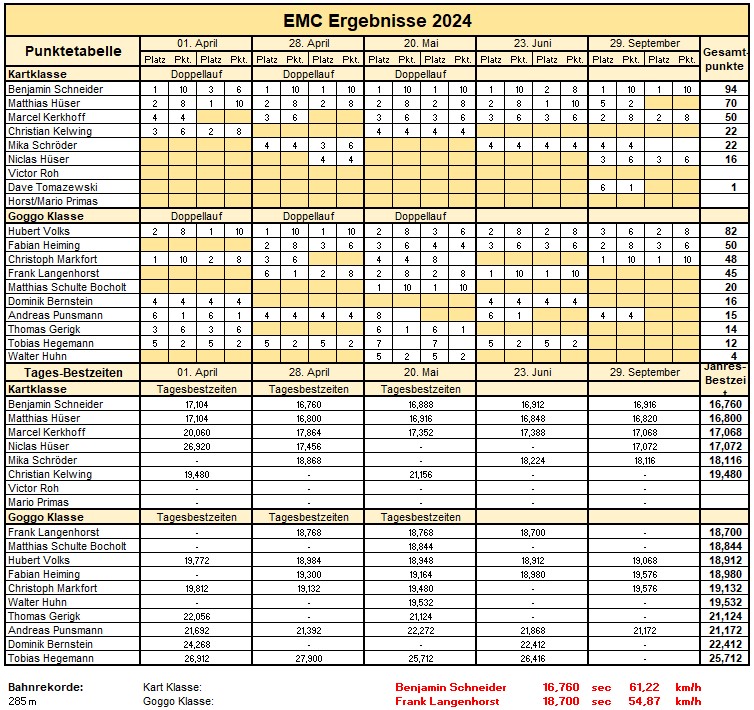 EMC Ergebnisse 2024
Punktetabelle 01. April 28. April 20. Mai 23. Juni 29. September Gesamt-punkte
Platz Pkt. Platz Pkt. Platz Pkt. Platz Pkt. Platz Pkt. Platz Pkt. Platz Pkt. Platz Pkt. Platz Pkt. Platz Pkt.
Kartklasse Doppellauf Doppellauf Doppellauf
Benjamin Schneider 1 10 3 6 1 10 1 10 1 10 1 10 1 10 2 8 1 10 1 10 94
Matthias Hüser 2 8 1 10 2 8 2 8 2 8 2 8 2 8 1 10 5 2 70
Marcel Kerkhoff 4 4 3 6 3 6 3 6 3 6 3 6 2 8 2 8 50
Christian Kelwing 3 6 2 8 4 4 4 4 22
Mika Schröder 4 4 3 6 4 4 4 4 4 4 22
Niclas Hüser 4 4 3 6 3 6 16
Victor Roh
Dave Tomazewski 6 1 1
Horst/Mario Primas
Goggo Klasse Doppellauf Doppellauf Doppellauf
Hubert Volks 2 8 1 10 1 10 1 10 2 8 3 6 2 8 2 8 3 6 2 8 82
Fabian Heiming 2 8 3 6 3 6 4 4 3 6 3 6 2 8 3 6 50
Christoph Markfort 1 10 2 8 3 6 4 4 8 1 10 1 10 48
Frank Langenhorst 6 1 2 8 2 8 2 8 1 10 1 10 45
Matthias Schulte Bocholt 1 10 1 10 20
Dominik Bernstein 4 4 4 4 4 4 4 4 16
Andreas Punsmann 6 1 6 1 4 4 4 4 8 6 1 4 4 15
Thomas Gerigk 3 6 3 6 6 1 6 1 14
Tobias Hegemann 5 2 5 2 5 2 5 2 7 7 5 2 5 2 12
Walter Huhn 5 2 5 2 4
Tages-Bestzeiten 01. April 28. April 20. Mai 23. Juni 29. September Jahres-Bestzeit
Kartklasse Tagesbestzeiten Tagesbestzeiten Tagesbestzeiten
Benjamin Schneider 17,104 16,760 16,888 16,912 16,916 16,760
Matthias Hüser 17,104 16,800 16,916 16,848 16,820 16,800
Marcel Kerkhoff 20,060 17,864 17,352 17,388 17,068 17,068
Niclas Hüser 26,920 17,456 - - 17,072 17,072
Mika Schröder - 18,868 - 18,224 18,116 18,116
Christian Kelwing 19,480 - 21,156 - - 19,480
Victor Roh - - - - -
Mario Primas - - - - -
Goggo Klasse Tagesbestzeiten Tagesbestzeiten Tagesbestzeiten
Frank Langenhorst - 18,768 18,768 18,700 - 18,700
Matthias Schulte Bocholt - - 18,844 - - 18,844
Hubert Volks 19,772 18,984 18,948 18,912 19,068 18,912
Fabian Heiming - 19,300 19,164 18,980 19,576 18,980
Christoph Markfort 19,812 19,132 19,480 - 19,576 19,132
Walter Huhn - - 19,532 - - 19,532
Thomas Gerigk 22,056 - 21,124 - - 21,124
Andreas Punsmann 21,692 21,392 22,272 21,868 21,172 21,172
Dominik Bernstein 24,268 - - 22,412 - 22,412
Tobias Hegemann 26,912 27,900 25,712 26,416 - 25,712
Bahnrekorde: Kart Klasse: Benjamin Schneider 16,760 sec 61,22 km/h
285 m Goggo Klasse: Frank Langenhorst 18,700 sec 54,87 km/h